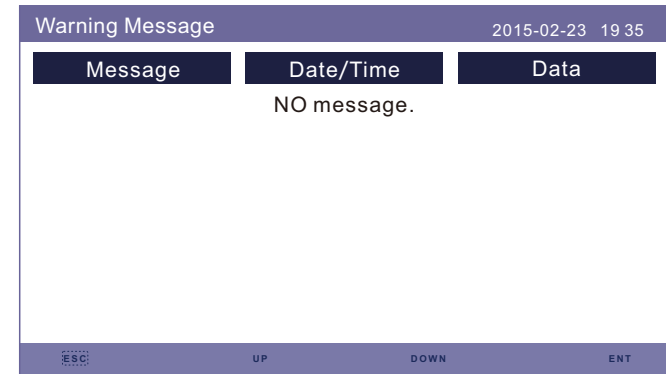 Warning Message 2015-02-23 19 35
Message Date/Time Data
NO message.
ESC UP DOWN ENT